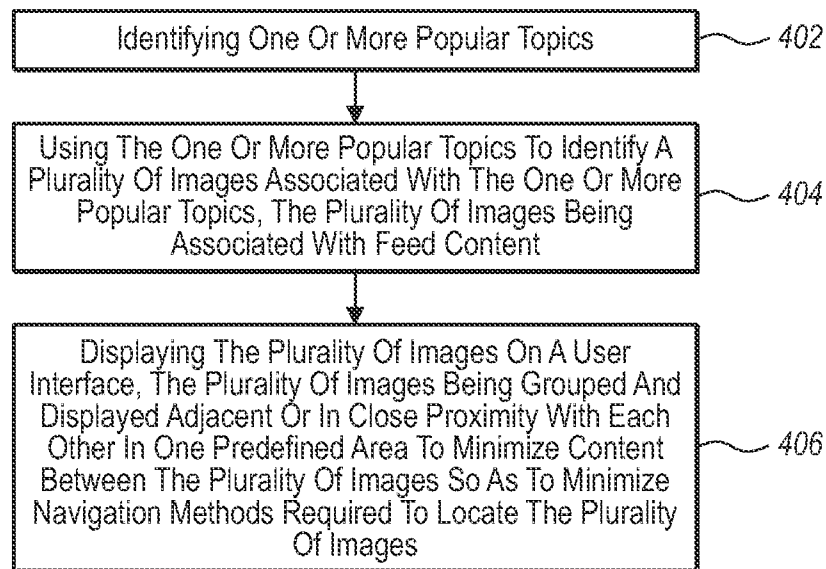 Identifying One Or More Popular Topics
402
Using The One Or More Popular Topics To Identify A
Plurality Of Images Associated With The One Or More
Popular Topics, The Plurality Of Images Being
Associated With Feed Content
404
Displaying The Plurality Of Images On A User
Interface, The Plurality Of Images Being Grouped And
Displayed Adjacent Or In Close Proximity With Each
Other In One Predefined Area To Minimize Content
Between The Plurality Of Images So As To Minimize
Navigation Methods Required To Locate The Plurality
Of Images
406